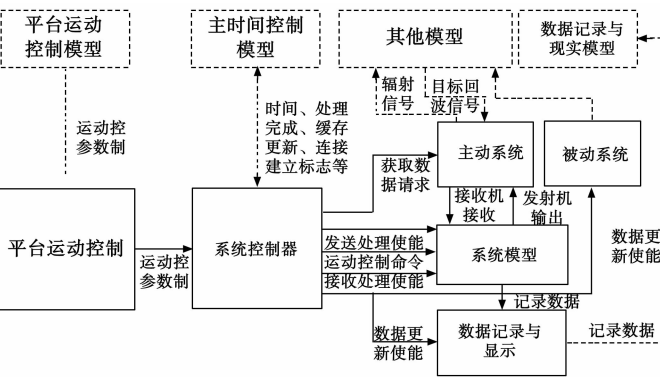 平台运动
控制模型
主时间控制
模型
其他模型
数据记录与
现实模型
辐射
信号
目标回
波信号
运动控
参数制
时间、处理
完成、缓存
更新、连接
建立标志等
主动系统
被动系统
获取数
据请求
接收机
接收
发射机
输出
平台运动控制
运动控
参数制
系统控制器
发送处理使能
运动控制命令
接收处理使能
系统模型
数据更
新使能
记录数据
数据更
新使能
数据记录与
显示
记录数据